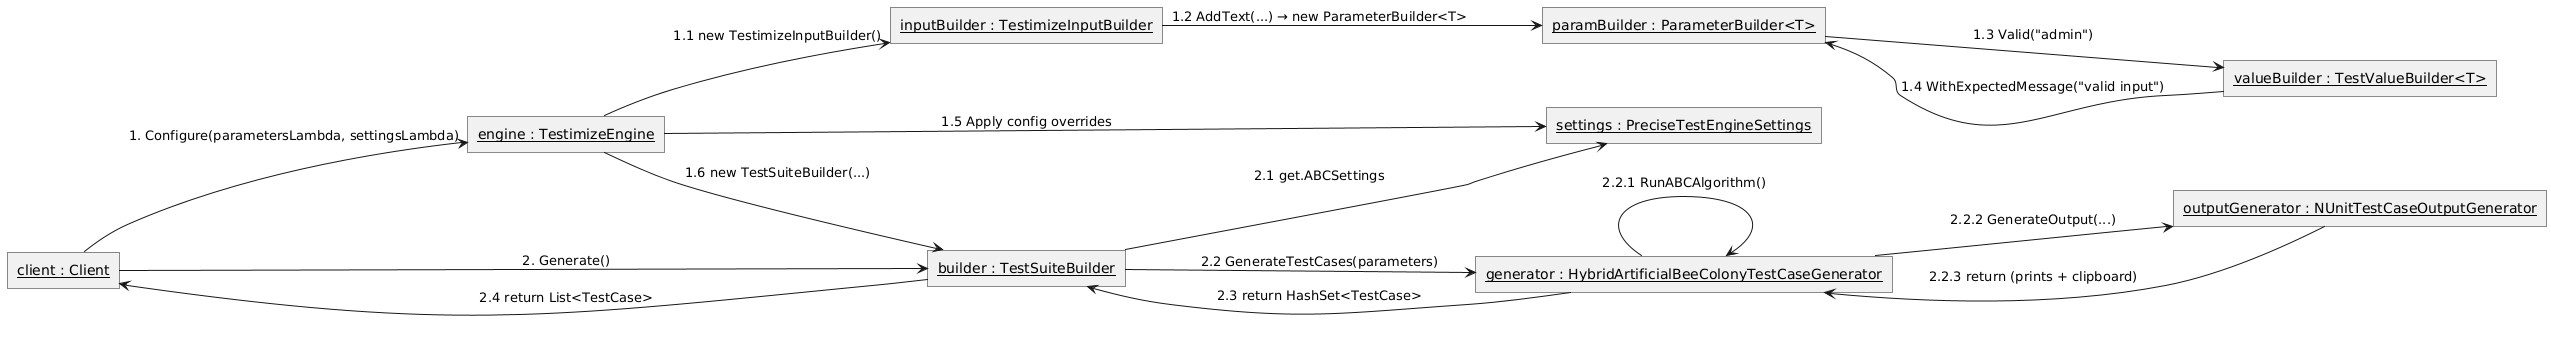 inputBuilder : TestimizeInputBuilder
1.2 AddText(...) → new ParameterBuilder<T>
paramBuilder : ParameterBuilder<T>
1.1 new TestimizeInputBuilder()
1.3 Valid("admin")
valueBuilder : TestValueBuilder<T>
1.4 WithExpectedMessage("valid input")
1. Configure(parametersLambda, settingsLambda)
engine : TestimizeEngine
1.5 Apply config overrides
settings : PreciseTestEngineSettings
1.6 new TestSuiteBuilder(...)
2.1 get.ABCSettings
2.2.1 RunABCAlgorithm()
outputGenerator : NUnitTestCaseOutputGenerator
2.2.2 GenerateOutput(...)
client : Client
2. Generate()
builder : TestSuiteBuilder
2.2 GenerateTestCases(parameters)
generator : HybridArtificialBeeColonyTestCaseGenerator
2.2.3 return (prints + clipboard)
2.4 return List<TestCase>
2.3 return HashSet<TestCase>